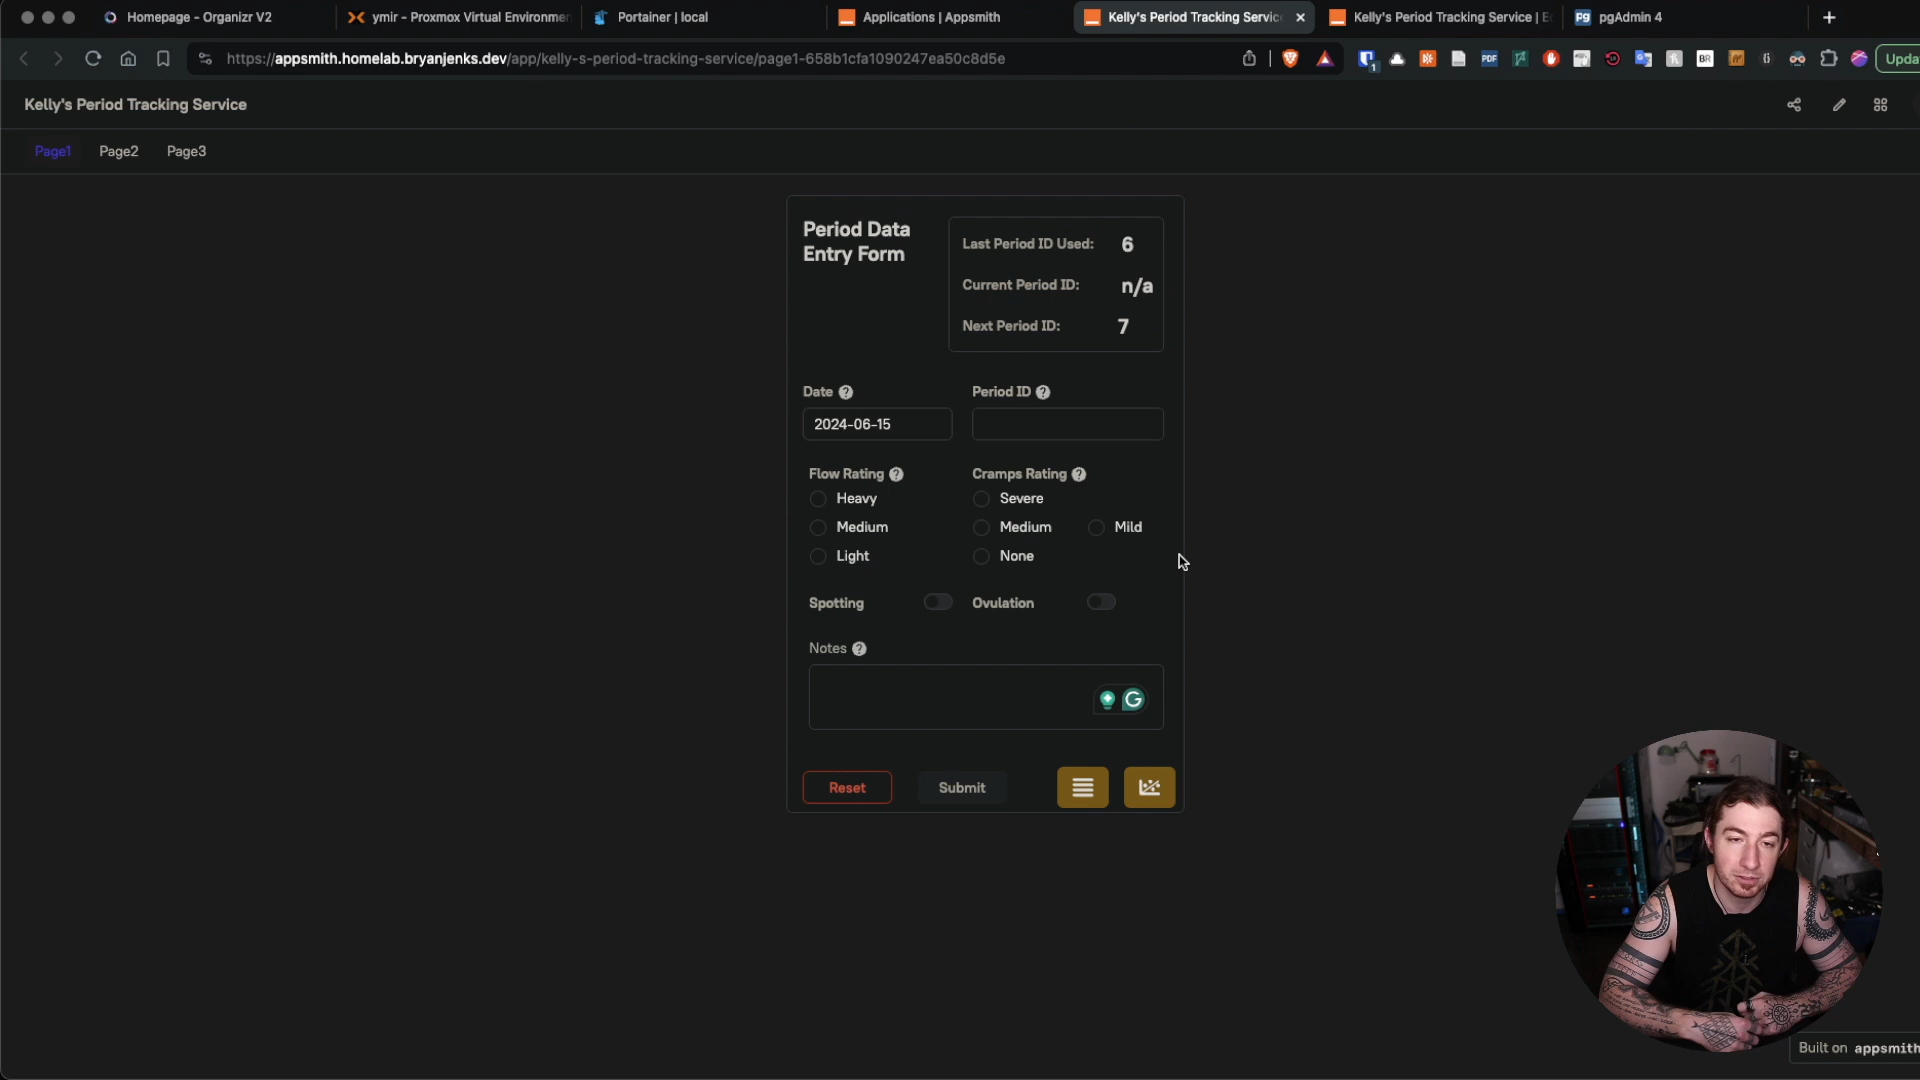 Homepage - Organizr V2
ymir - Proxmox Virtual Environmen
Portainer | local
Applications | Appsmith
Kelly's Period Tracking Servic
Kelly's Period Tracking Service | E
pgAdmin 4
https://appsmith.homelab.bryanjenks.dev/app/kelly-s-period-tracking-service/page1-658b1cfa1090247ea50c8d5e
1
PDF
BR
Upda
Kelly's Period Tracking Service
Page1
Page2
Page3
Period Data
Entry Form
Last Period ID Used: 6
Current Period ID: n/a
Next Period ID: 7
Date ?
Period ID ?
2024-06-15
Flow Rating ?
Cramps Rating ?
Heavy
Severe
Medium
Medium
Mild
Light
None
Spotting
Ovulation
Notes ?
Reset
Submit
Built on appsmith